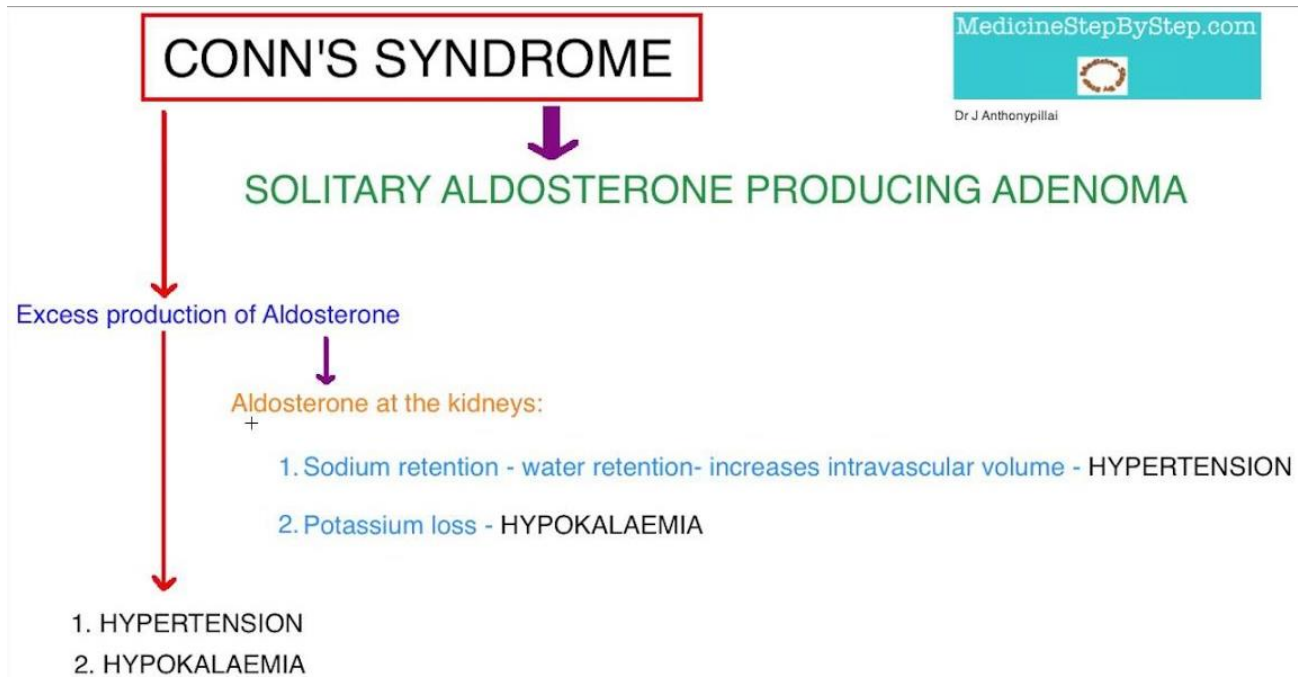 CONN'S SYNDROME
MedicineStepByStep.com
Dr J Anthonypillai
SOLITARY ALDOSTERONE PRODUCING ADENOMA
Excess production of Aldosterone
Aldosterone at the kidneys:
1. Sodium retention - water retention- increases intravascular volume - HYPERTENSION
2. Potassium loss - HYPOKALAEMIA
1. HYPERTENSION
2. HYPOKALAEMIA